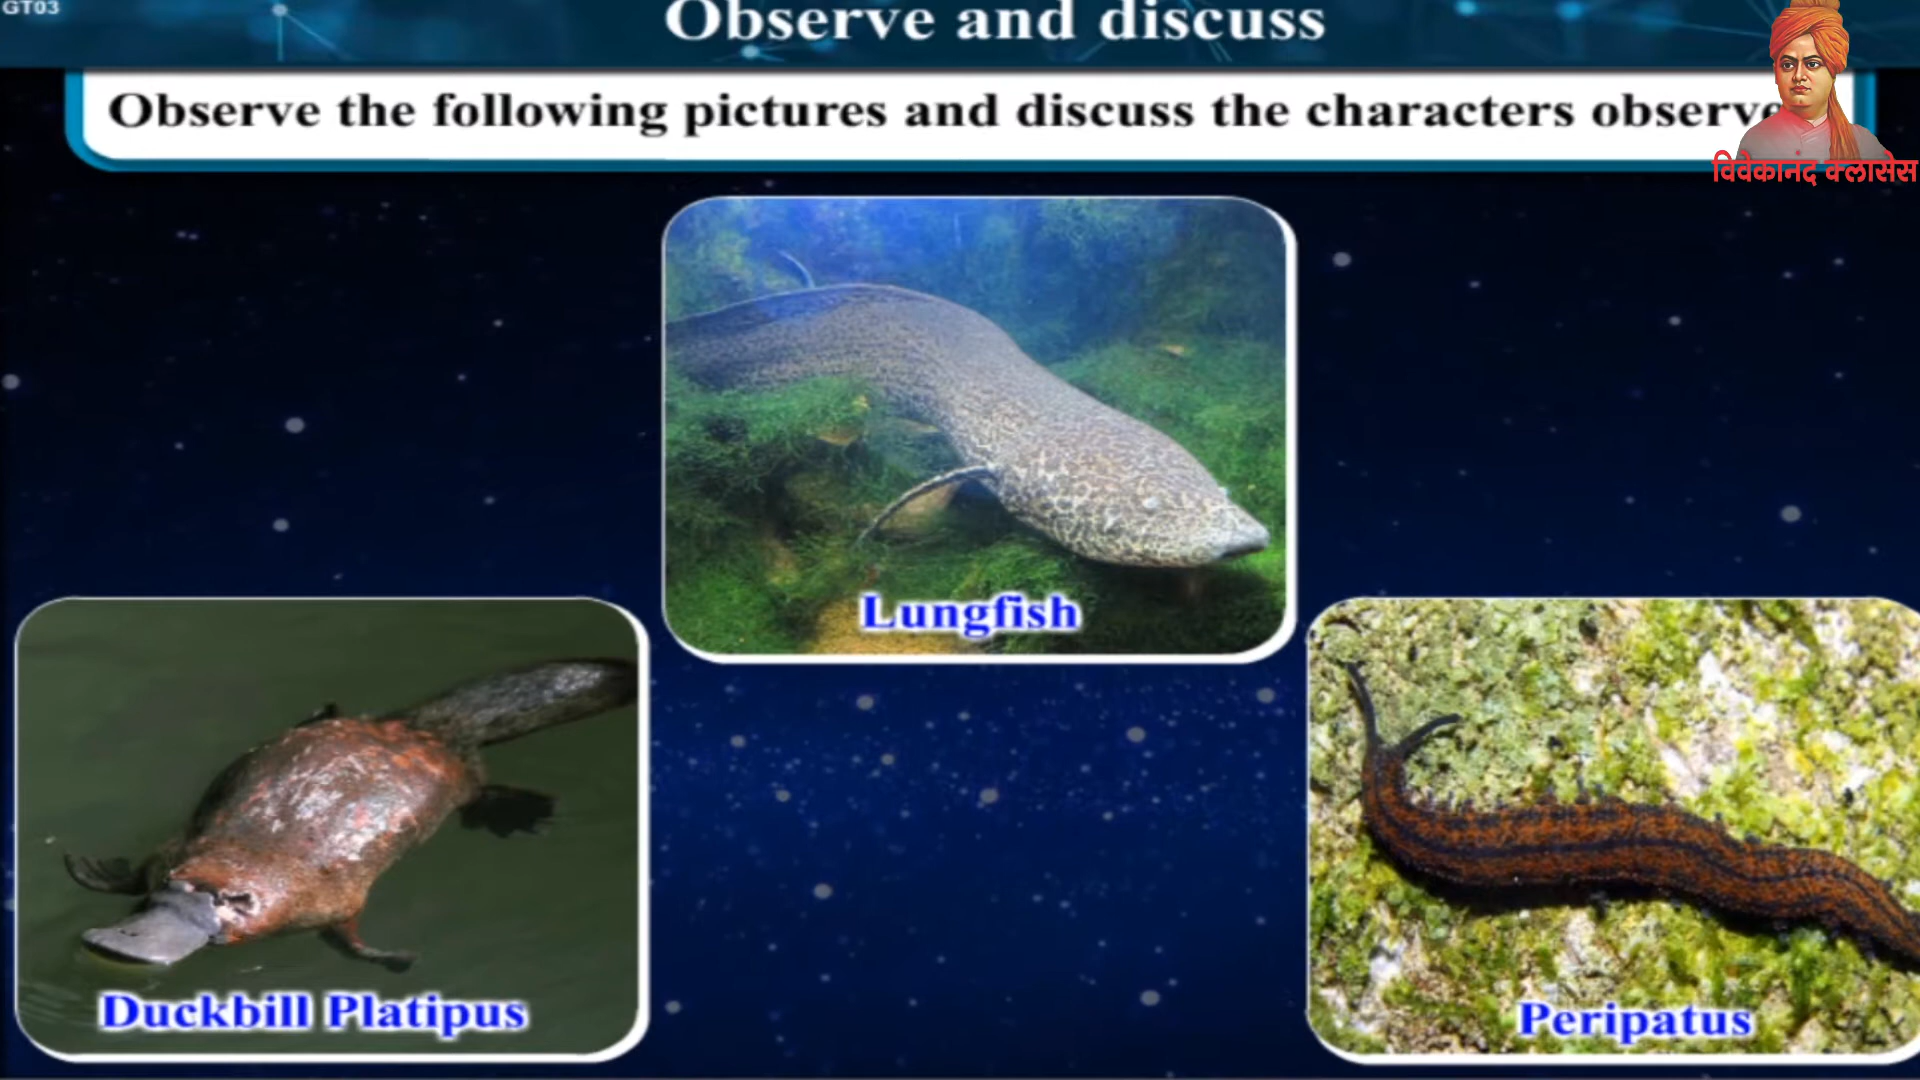 GT03
Observe and discuss
Observe the following pictures and discuss the characters observe
विवेकानंद क्लासेस
Lungfish
Duckbill Platipus
Peripatus